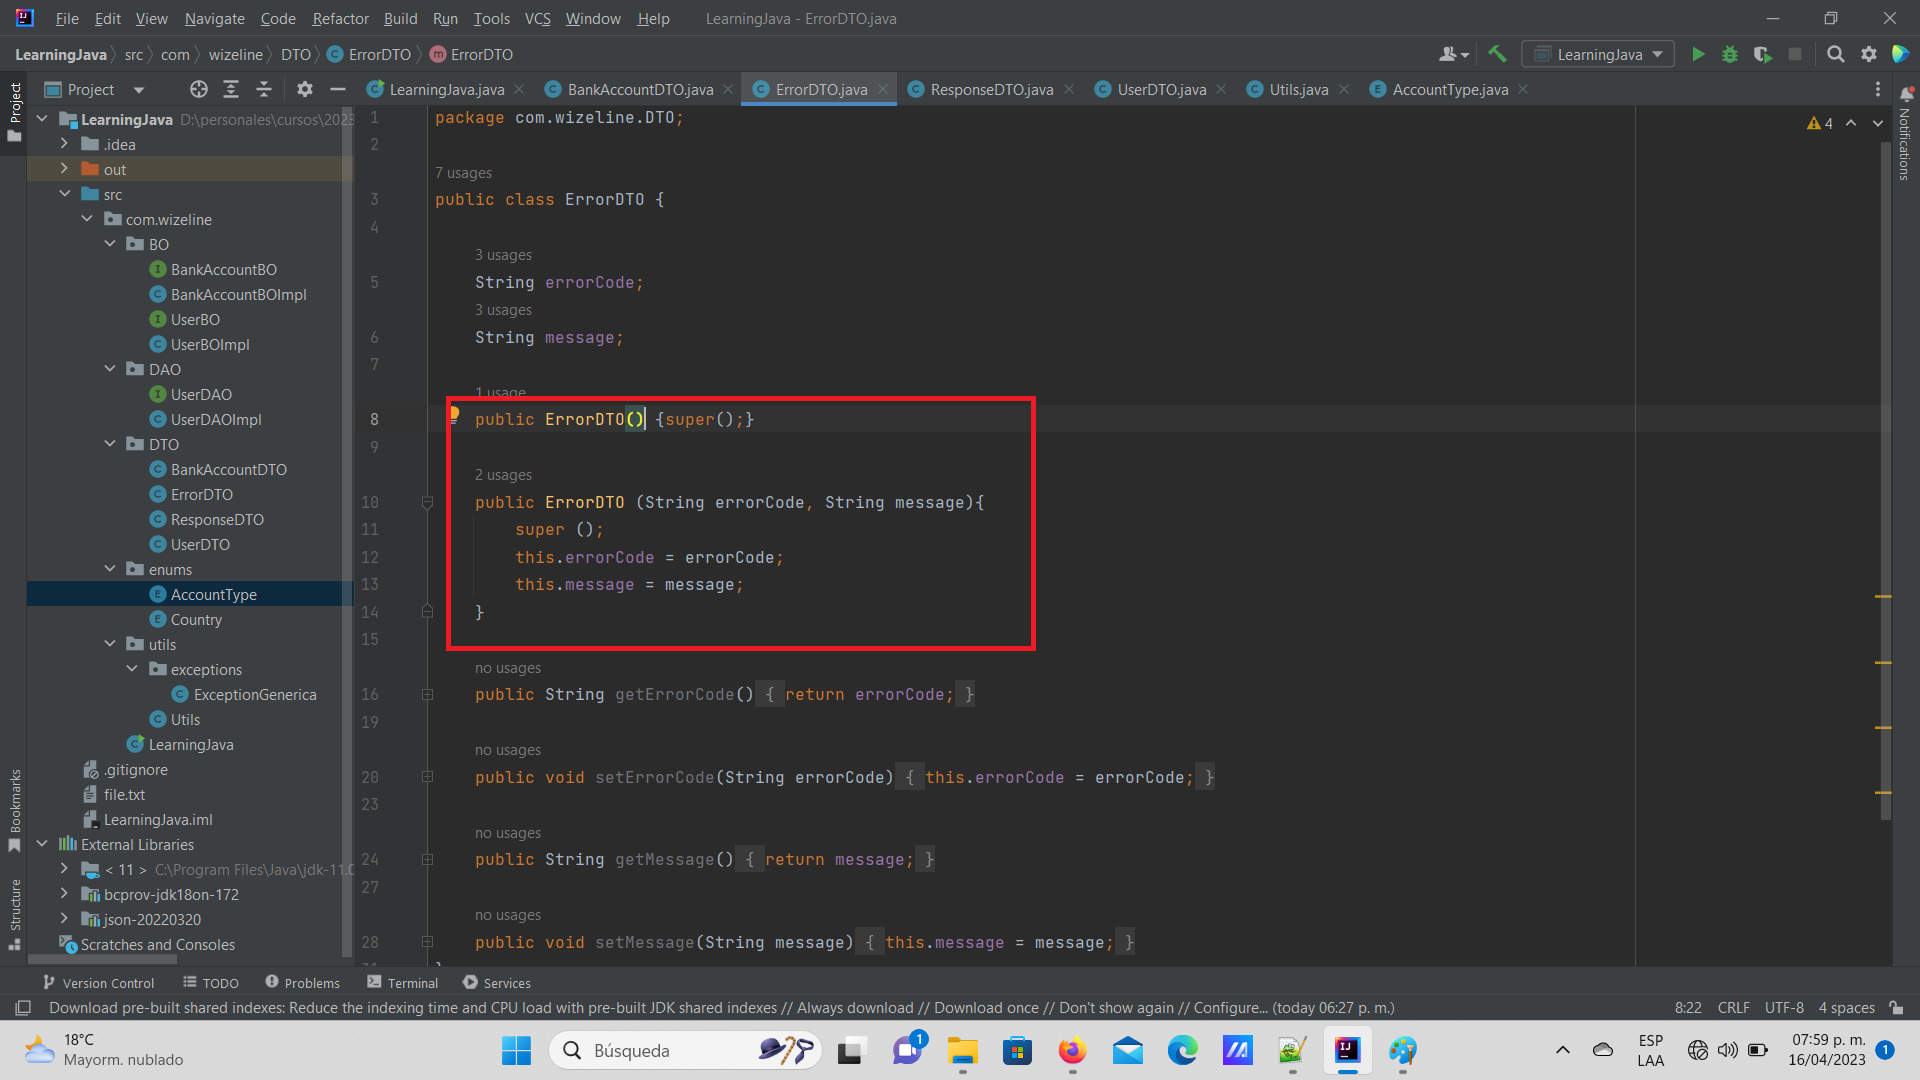 File Edit View Navigate Code Refactor Build Run Tools VCS Window Help LearningJava - ErrorDTO.java
LearningJava src com wizeline DTO ErrorDTO ErrorDTO LearningJava
Project LearningJava.java BankAccountDTO.java ErrorDTO.java ResponseDTO.java UserDTO.java Utils.java AccountType.java
Project
Notifications
Bookmarks
Structure
LearningJava D:\personales\cursos\2023
.idea
out
src
com.wizeline
BO
BankAccountBO
BankAccountBOImpl
UserBO
UserBOImpl
DAO
UserDAO
UserDAOImpl
DTO
BankAccountDTO
ErrorDTO
ResponseDTO
UserDTO
enums
AccountType
Country
utils
exceptions
ExceptionGenerica
Utils
LearningJava
.gitignore
file.txt
LearningJava.iml
External Libraries
< 11 > C:\Program Files\Java\jdk-11.0
bcprov-jdk18on-172
json-20220320
Scratches and Consoles
4
1 package com.wizeline.DTO;
2
7 usages
3 public class ErrorDTO {
4
3 usages
5 String errorCode;
3 usages
6 String message;
7
1 usage
8 public ErrorDTO() {super();}
9
2 usages
10 public ErrorDTO (String errorCode, String message){
11 super ();
12 this.errorCode = errorCode;
13 this.message = message;
14 }
15
no usages
16 public String getErrorCode() { return errorCode; }
19
no usages
20 public void setErrorCode(String errorCode) { this.errorCode = errorCode; }
23
no usages
24 public String getMessage() { return message; }
27
no usages
28 public void setMessage(String message) { this.message = message; }
Version Control TODO Problems Terminal Services
Download pre-built shared indexes: Reduce the indexing time and CPU load with pre-built JDK shared indexes // Always download // Download once // Don't show again // Configure... (today 06:27 p. m.) 8:22 CRLF UTF-8 4 spaces
18°C
Mayorm. nublado
Búsqueda
1
ESP
LAA
07:59 p. m.
16/04/2023
1